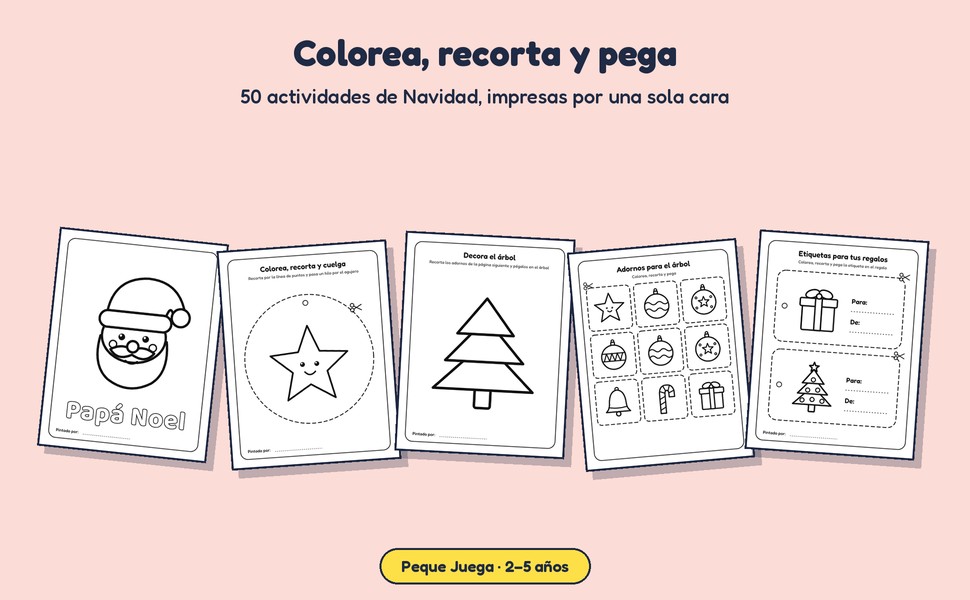 Colorea, recorta y pega
50 actividades de Navidad, impresas por una sola cara
Papá Noel
Pintado por:
Colorea, recorta y cuelga
Recorta por la línea de puntos y pasa un hilo por el agujero
Pintado por:
Decora el árbol
Recorta los adornos de la página siguiente y pégalos en el árbol
Pintado por:
Adornos para el árbol
Colorea, recorta y pega
Etiquetas para tus regalos
Colorea, recorta y pega la etiqueta en el regalo
Para:
De:
Para:
De:
Pintado por:
Peque Juega · 2–5 años